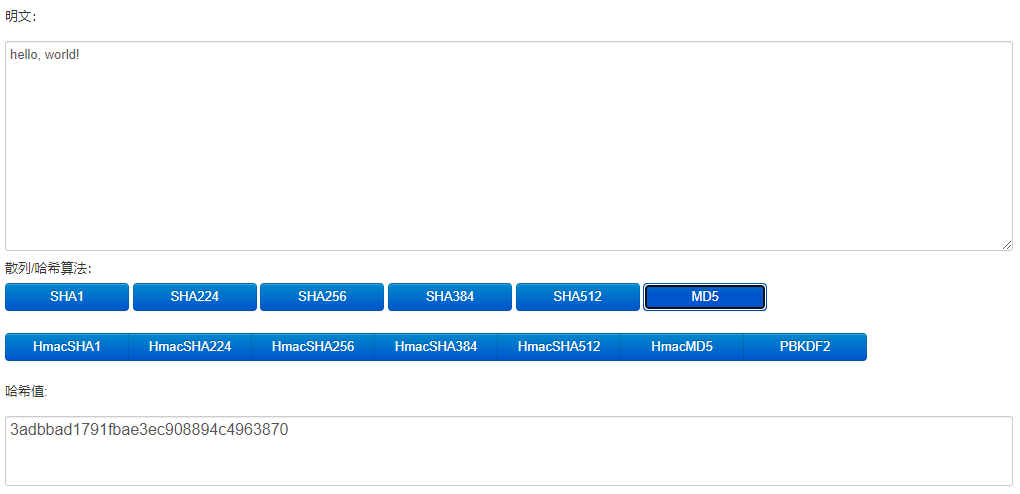 明文:
hello, world!
散列/哈希算法:
SHA1 SHA224 SHA256 SHA384 SHA512 MD5
HmacSHA1 HmacSHA224 HmacSHA256 HmacSHA384 HmacSHA512 HmacMD5 PBKDF2
哈希值:
3adbbad1791fbae3ec908894c4963870